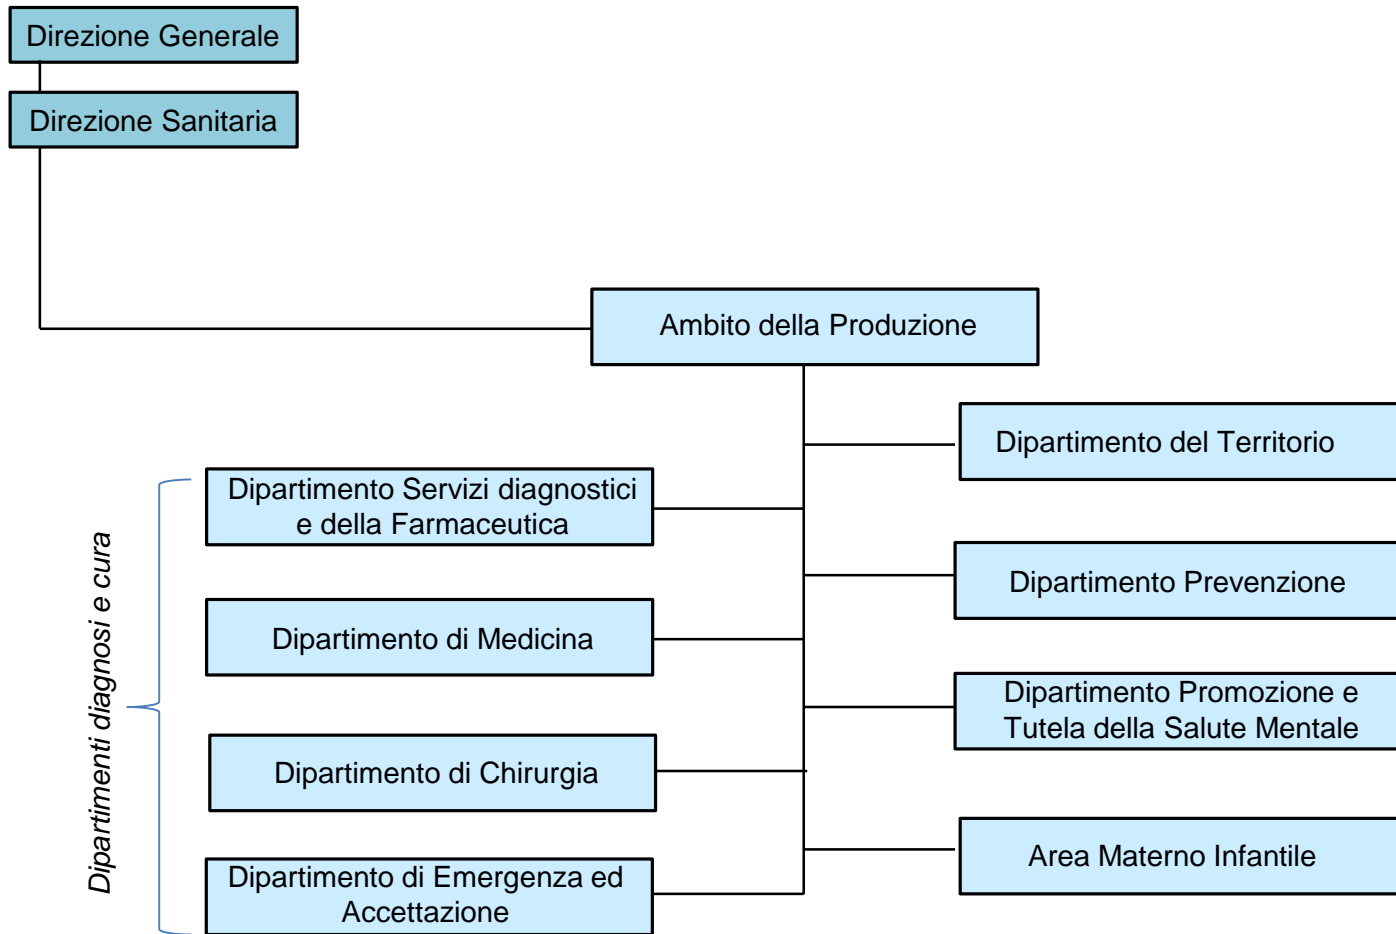 Direzione Generale
Direzione Sanitaria
Ambito della Produzione
Dipartimento del Territorio
Dipartimento Servizi diagnostici
e della Farmaceutica
Dipartimento Prevenzione
Dipartimento di Medicina
Dipartimento Promozione e
Tutela della Salute Mentale
Dipartimento di Chirurgia
Area Materno Infantile
Dipartimento di Emergenza ed
Accettazione
Dipartimenti diagnosi e cura